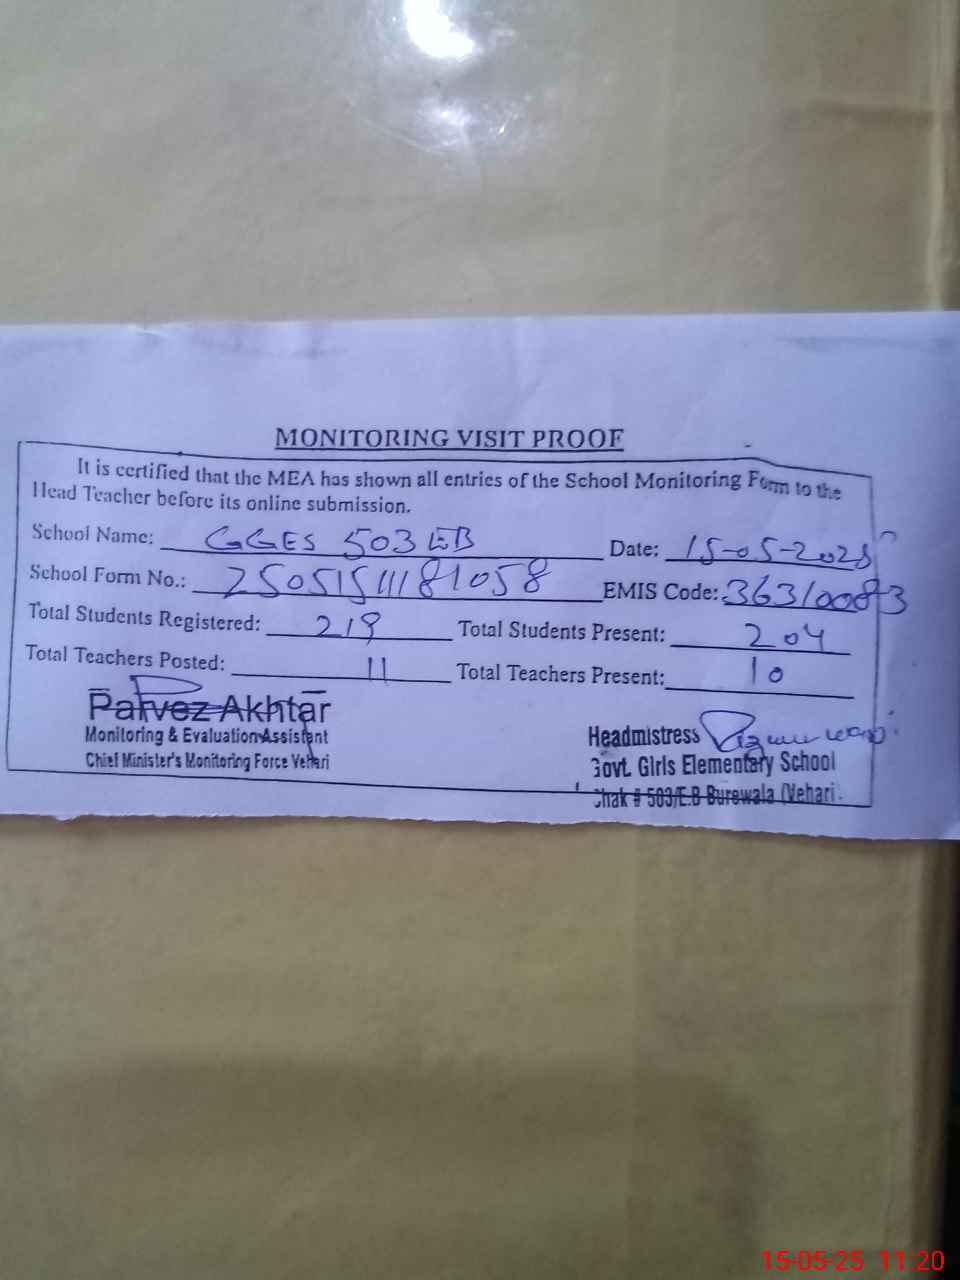 MONITORING VISIT PROOF
It is certified that the MEA has shown all entries of the School Monitoring Form to the
Head Teacher before its online submission.
School Name: GGES 503 EB Date: 15-05-2025
School Form No.: 2505151181058 EMIS Code: 36310083
Total Students Registered: 219 Total Students Present: 204
Total Teachers Posted: 11 Total Teachers Present: 10
Parvez Akhtar
Monitoring & Evaluation Assistant
Chief Minister's Monitoring Force Vehari
Headmistress
Govt. Girls Elementary School
Chak # 503/E.B Burewala (Vehari
15-05-25 11:20